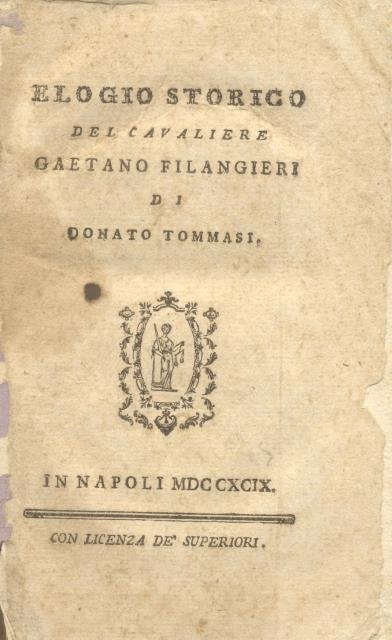 ELOGIO STORICO
DEL CAVALIERE
GAETANO FILANGIERI
DI
DONATO TOMMASI.
IN NAPOLI MDCCXCIX.
CON LICENZA DE' SUPERIORI.